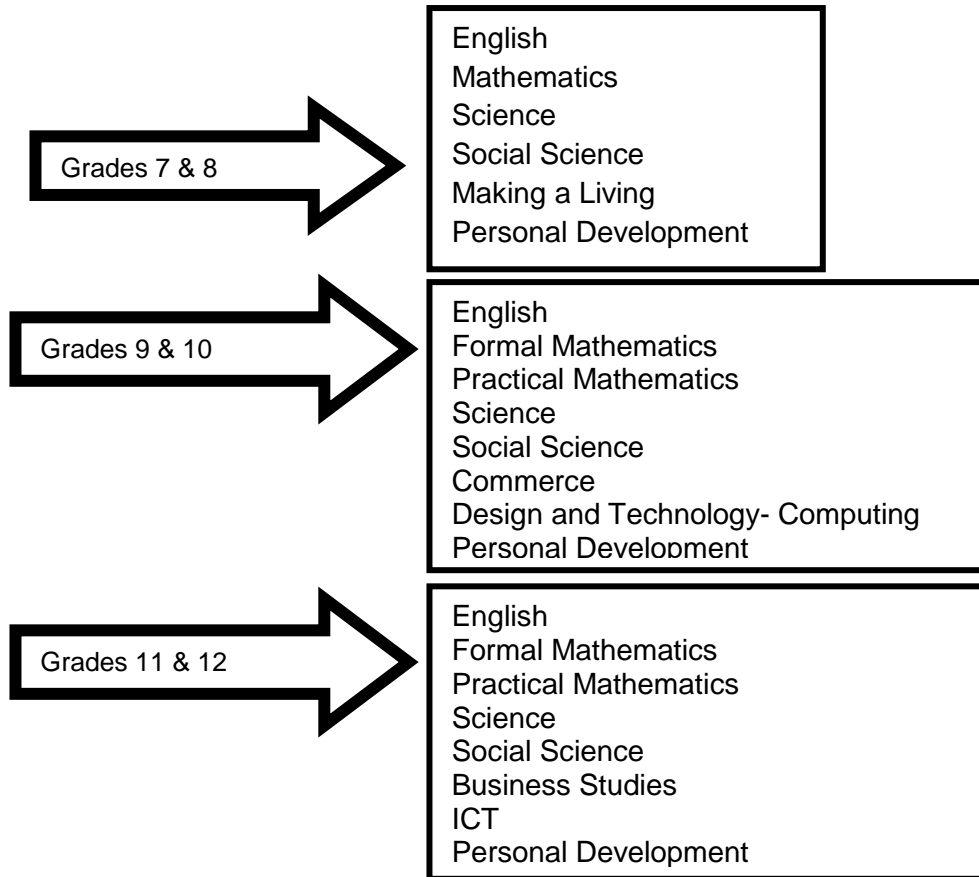 Grades 7 & 8
English
Mathematics
Science
Social Science
Making a Living
Personal Development
Grades 9 & 10
English
Formal Mathematics
Practical Mathematics
Science
Social Science
Commerce
Design and Technology- Computing
Personal Development
Grades 11 & 12
English
Formal Mathematics
Practical Mathematics
Science
Social Science
Business Studies
ICT
Personal Development